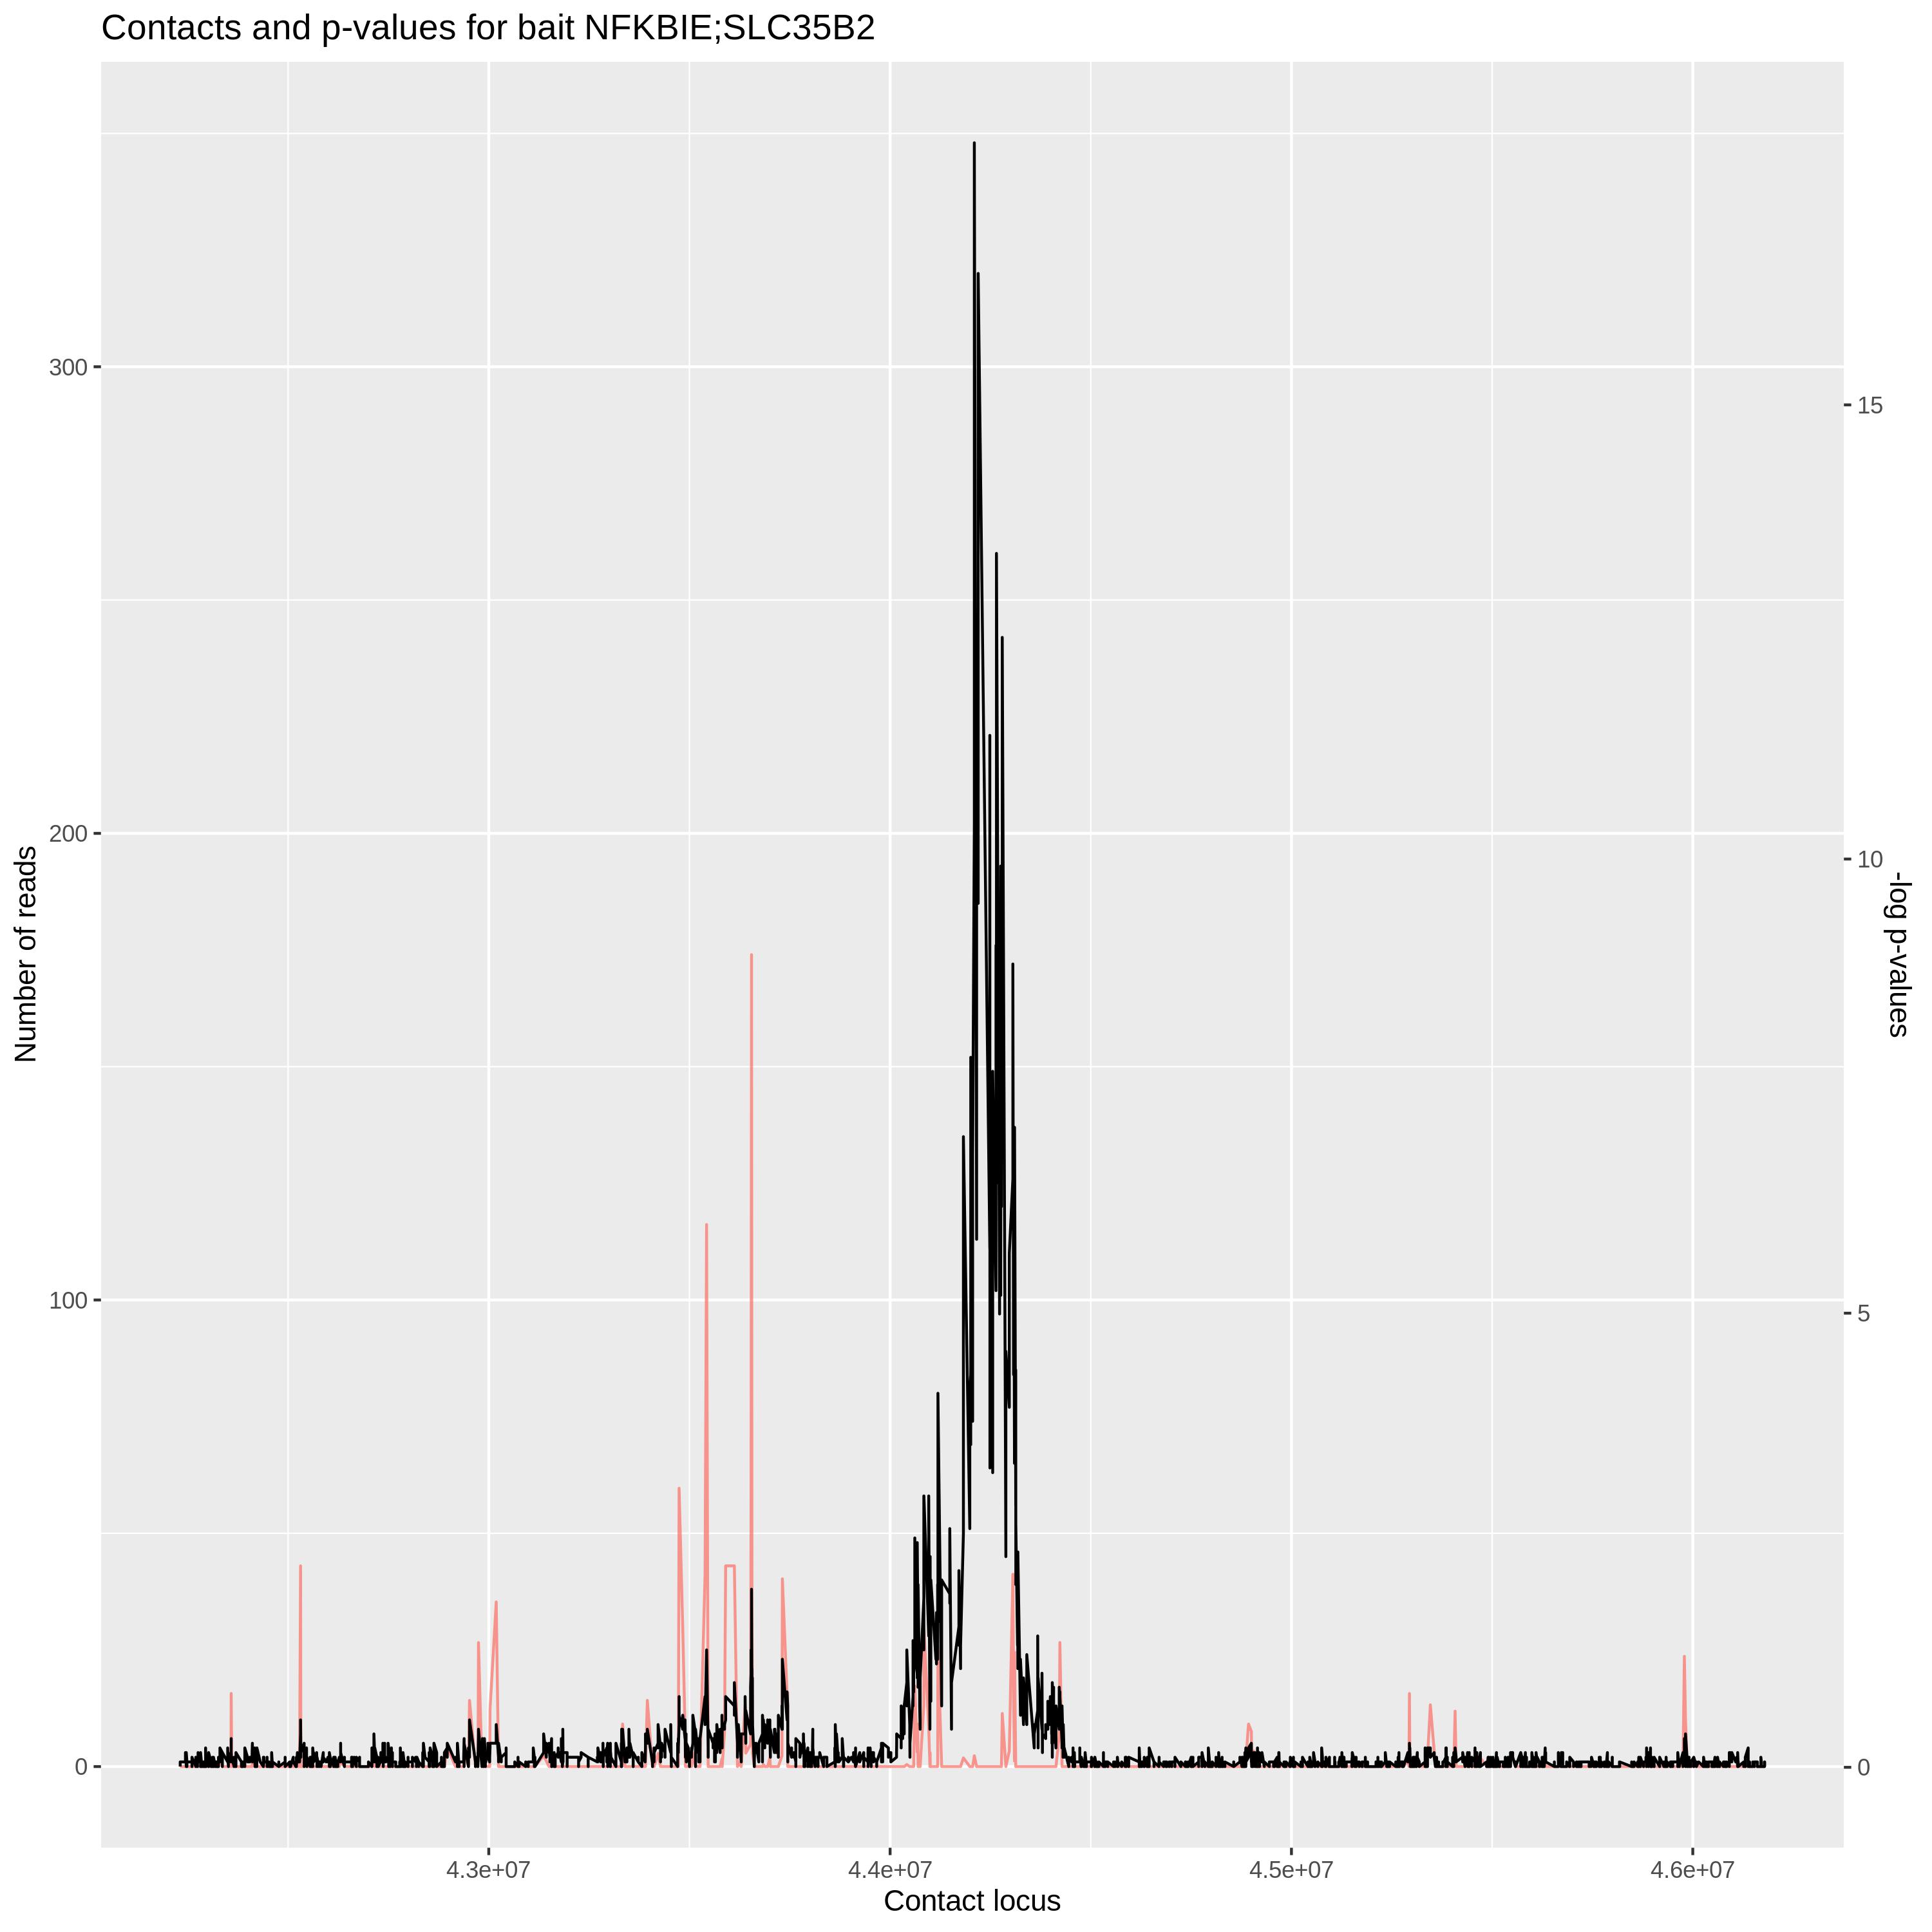 Contacts and p-values for bait NFKBIE;SLC35B2
Number of reads
300
200
100
0
15
10
5
0
-log p-values
4.3e+07
4.4e+07
4.5e+07
4.6e+07
Contact locus